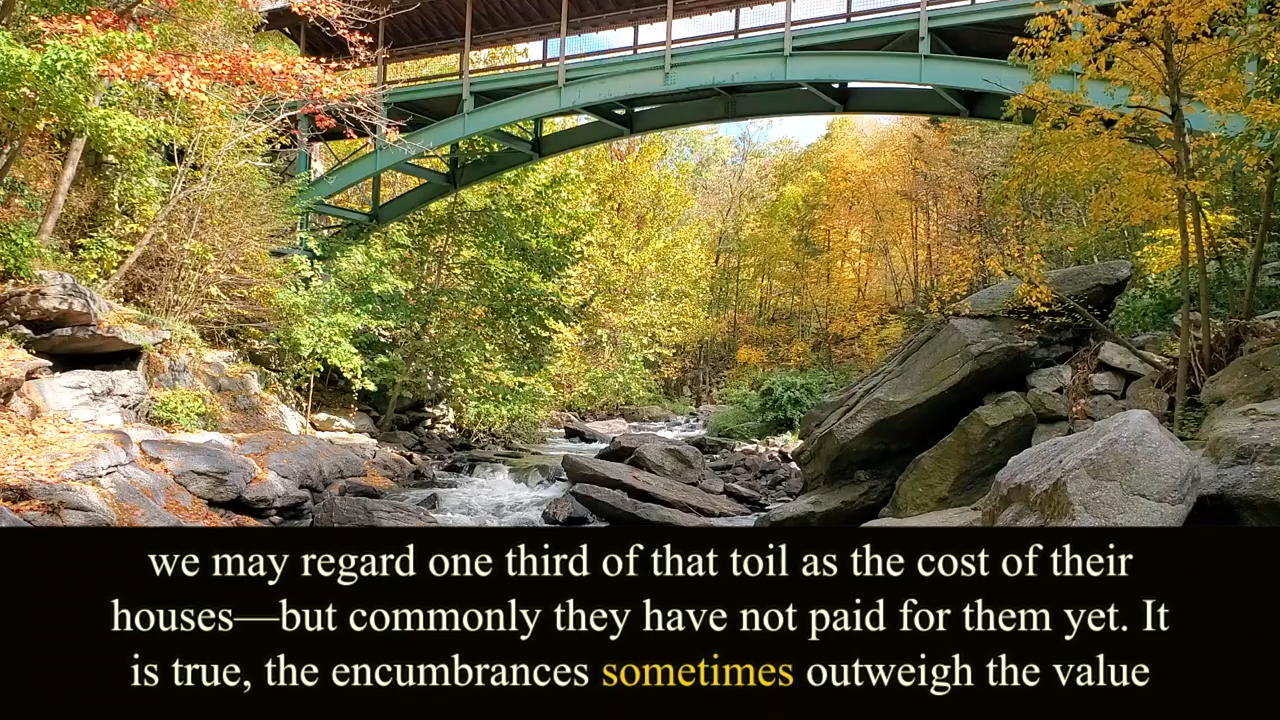 we may regard one third of that toil as the cost of their
houses—but commonly they have not paid for them yet. It
is true, the encumbrances sometimes outweigh the value